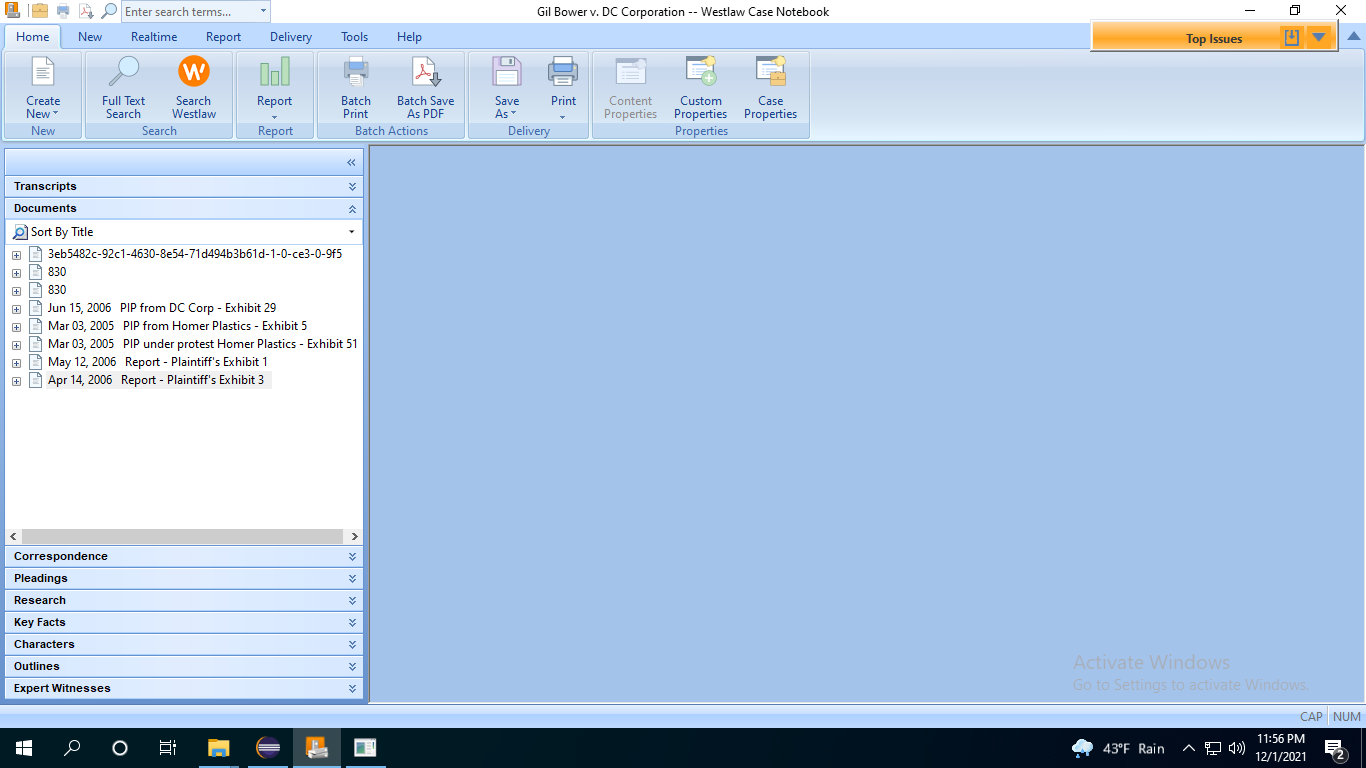 Enter search terms...
Gil Bower v. DC Corporation -- Westlaw Case Notebook
Home New Realtime Report Delivery Tools Help
Top Issues
Create New
Full Text Search
Search Westlaw
Report
Batch Print
Batch Save As PDF
Save As
Print
Content Properties
Custom Properties
Case Properties
New Search Report Batch Actions Delivery Properties
Transcripts
Documents
Sort By Title
3eb5482c-92c1-4630-8e54-71d494b3b61d-1-0-ce3-0-9f5
830
830
Jun 15, 2006 PIP from DC Corp - Exhibit 29
Mar 03, 2005 PIP from Homer Plastics - Exhibit 5
Mar 03, 2005 PIP under protest Homer Plastics - Exhibit 51
May 12, 2006 Report - Plaintiff's Exhibit 1
Apr 14, 2006 Report - Plaintiff's Exhibit 3
Correspondence
Pleadings
Research
Key Facts
Characters
Outlines
Expert Witnesses
Activate Windows
Go to Settings to activate Windows.
CAP NUM
43°F Rain
11:56 PM
12/1/2021
2